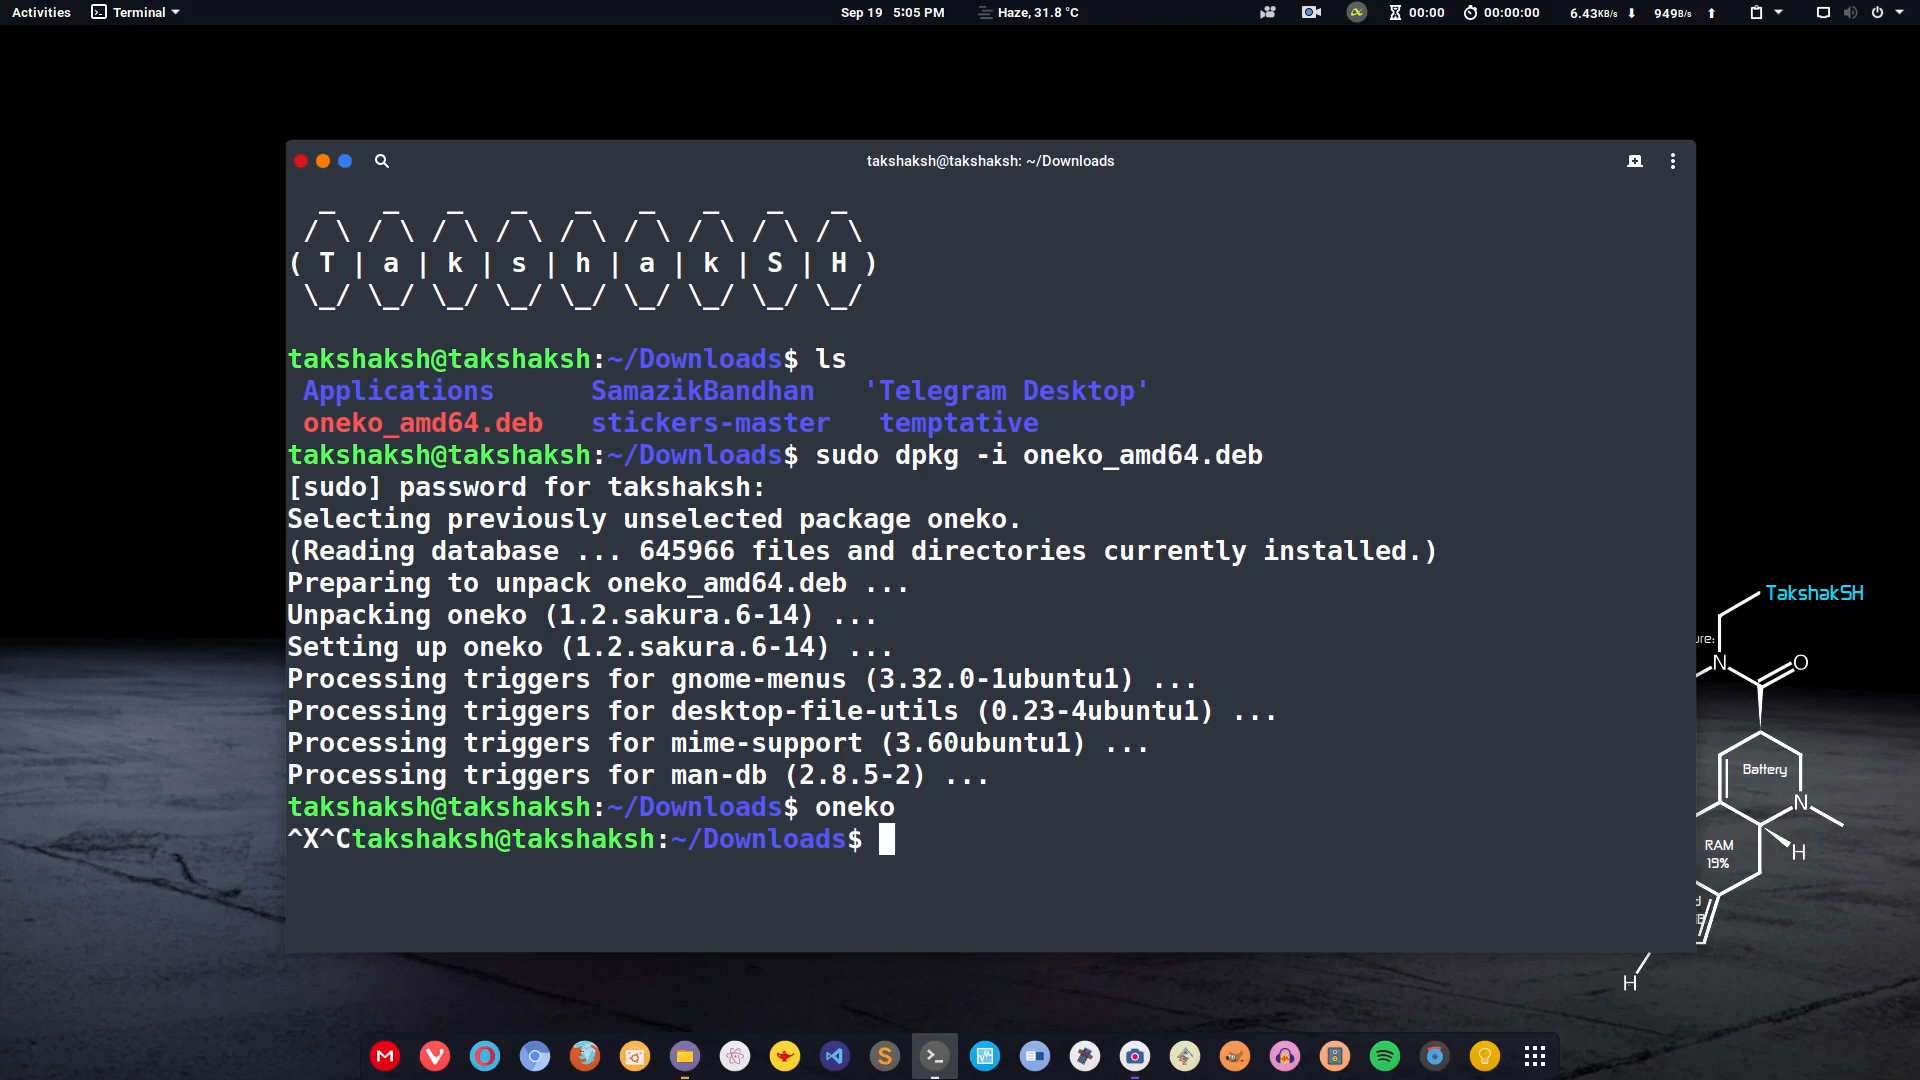 Activities Terminal Sep 19 5:05 PM Haze, 31.8 °C 00:00 00:00:00 6.43KB/s 949B/s
takshaksh@takshaksh: ~/Downloads
  _   _   _   _   _   _   _   _   _
 / \ / \ / \ / \ / \ / \ / \ / \ / \
( T | a | k | s | h | a | k | S | H )
 \_/ \_/ \_/ \_/ \_/ \_/ \_/ \_/ \_/
takshaksh@takshaksh:~/Downloads$ ls
Applications SamazikBandhan 'Telegram Desktop'
oneko_amd64.deb stickers-master temptative
takshaksh@takshaksh:~/Downloads$ sudo dpkg -i oneko_amd64.deb
[sudo] password for takshaksh:
Selecting previously unselected package oneko.
(Reading database ... 645966 files and directories currently installed.)
Preparing to unpack oneko_amd64.deb ...
Unpacking oneko (1.2.sakura.6-14) ...
Setting up oneko (1.2.sakura.6-14) ...
Processing triggers for gnome-menus (3.32.0-1ubuntu1) ...
Processing triggers for desktop-file-utils (0.23-4ubuntu1) ...
Processing triggers for mime-support (3.60ubuntu1) ...
Processing triggers for man-db (2.8.5-2) ...
takshaksh@takshaksh:~/Downloads$ oneko
^X^Ctakshaksh@takshaksh:~/Downloads$
TakshakSH
N
O
Battery
N
RAM
19%
H
H